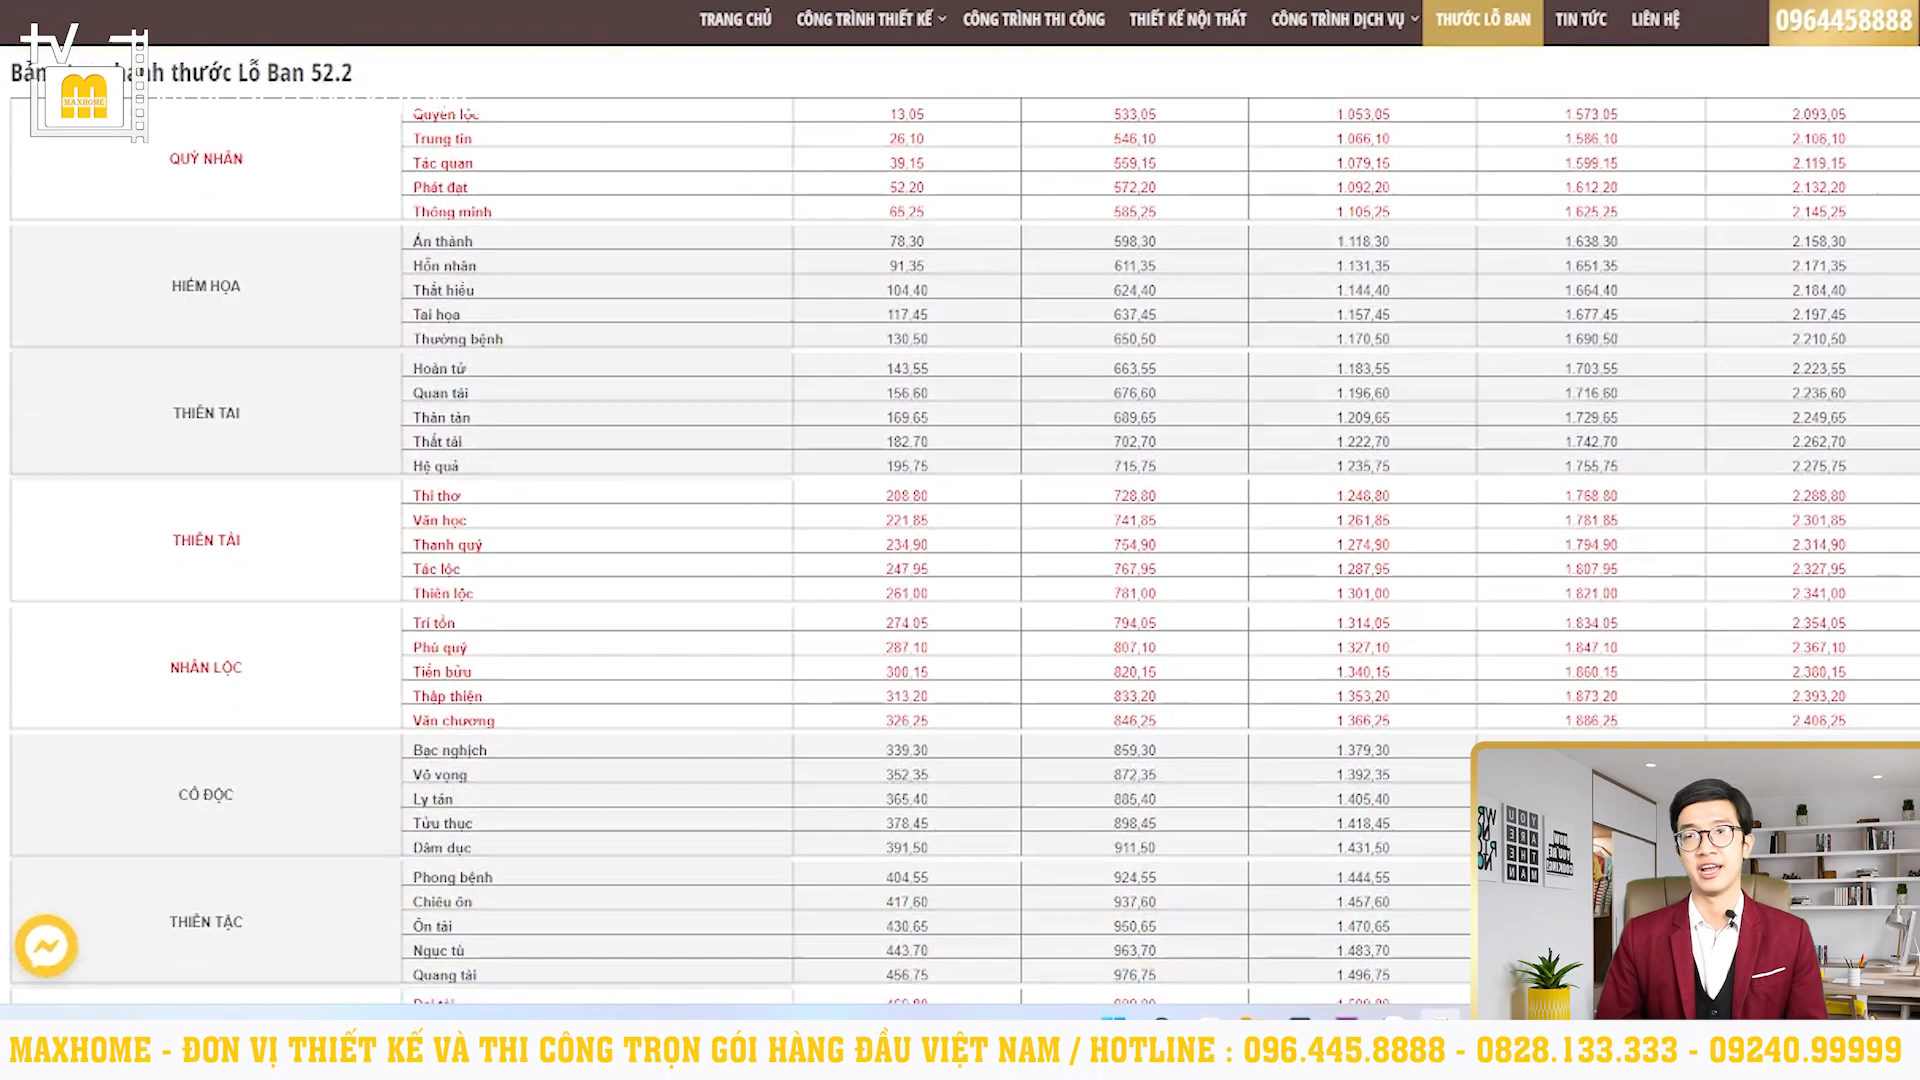 TRANG CHỦ CÔNG TRÌNH THIẾT KẾ CÔNG TRÌNH THI CÔNG THIẾT KẾ NỘI THẤT CÔNG TRÌNH DỊCH VỤ THƯỚC LỖ BAN TIN TỨC LIÊN HỆ 0964458888
tv
MAXHOME
thước Lỗ Ban 52.2
Quyền lộc 13,05 533,05 1.053,05 1.573,05 2.093,05
Trung tín 26,10 546,10 1.066,10 1.586,10 2.106,10
QUÝ NHÂN
Tác quan 39,15 559,15 1.079,15 1.599,15 2.119,15
Phát đạt 52,20 572,20 1.092,20 1.612,20 2.132,20
Thông minh 65,25 585,25 1.105,25 1.625,25 2.145,25
Án thành 78,30 598,30 1.118,30 1.638,30 2.158,30
Hỗn nhân 91,35 611,35 1.131,35 1.651,35 2.171,35
HIỂM HỌA
Thất hiếu 104,40 624,40 1.144,40 1.664,40 2.184,40
Tai họa 117,45 637,45 1.157,45 1.677,45 2.197,45
Thường bệnh 130,50 650,50 1.170,50 1.690,50 2.210,50
Hoàn tử 143,55 663,55 1.183,55 1.703,55 2.223,55
Quan tài 156,60 676,60 1.196,60 1.716,60 2.236,60
THIÊN TAI
Thân tàn 169,65 689,65 1.209,65 1.729,65 2.249,65
Thất tài 182,70 702,70 1.222,70 1.742,70 2.262,70
Hệ quả 195,75 715,75 1.235,75 1.755,75 2.275,75
Thi thơ 208,80 728,80 1.248,80 1.768,80 2.288,80
Văn học 221,85 741,85 1.261,85 1.781,85 2.301,85
THIÊN TÀI
Thanh quý 234,90 754,90 1.274,90 1.794,90 2.314,90
Tác lộc 247,95 767,95 1.287,95 1.807,95 2.327,95
Thiên lộc 261,00 781,00 1.301,00 1.821,00 2.341,00
Trí tồn 274,05 794,05 1.314,05 1.834,05 2.354,05
Phú quý 287,10 807,10 1.327,10 1.847,10 2.367,10
NHÂN LỘC
Tiến bửu 300,15 820,15 1.340,15 1.860,15 2.380,15
Thập thiện 313,20 833,20 1.353,20 1.873,20 2.393,20
Văn chương 326,25 846,25 1.366,25 1.886,25 2.406,25
Bạc nghịch 339,30 859,30 1.379,30
Vô vọng 352,35 872,35 1.392,35
CÔ ĐỘC
Ly tán 365,40 885,40 1.405,40
Tửu thục 378,45 898,45 1.418,45
Dâm dục 391,50 911,50 1.431,50
Phong bệnh 404,55 924,55 1.444,55
Chiêu ôn 417,60 937,60 1.457,60
THIÊN TẶC
Ôn tài 430,65 950,65 1.470,65
Ngục tù 443,70 963,70 1.483,70
Quang tài 456,75 976,75 1.496,75
YOU ARE THE MAN
MAXHOME - ĐƠN VỊ THIẾT KẾ VÀ THI CÔNG TRỌN GÓI HÀNG ĐẦU VIỆT NAM / HOTLINE : 096.445.8888 - 0828.133.333 - 09240.99999